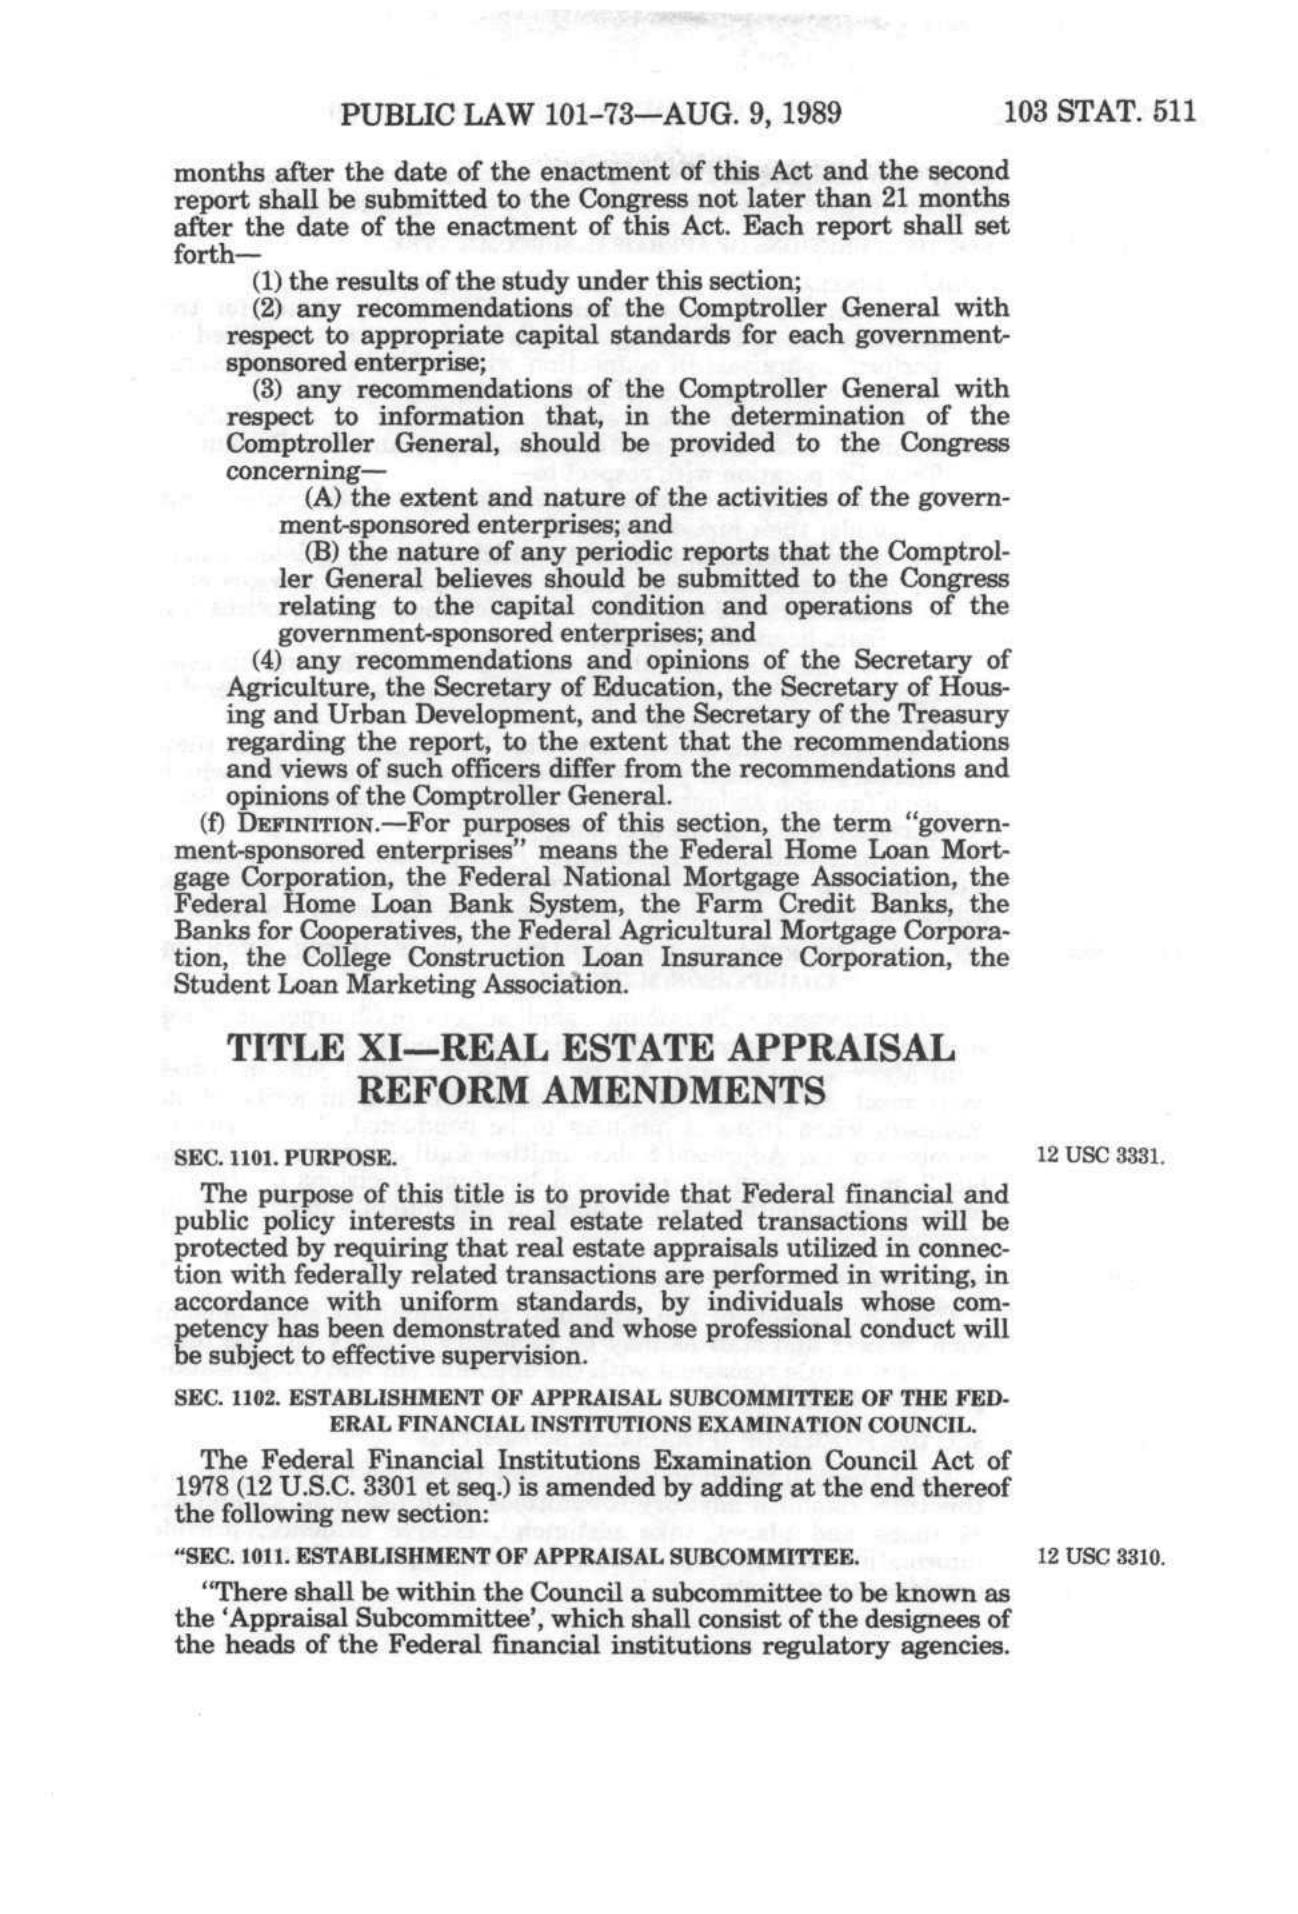 PUBLIC LAW 101–73—AUG. 9, 1989 103 STAT. 511
months after the date of the enactment of this Act and the second
report shall be submitted to the Congress not later than 21 months
after the date of the enactment of this Act. Each report shall set
forth—
(1) the results of the study under this section;
(2) any recommendations of the Comptroller General with
respect to appropriate capital standards for each government-
sponsored enterprise;
(3) any recommendations of the Comptroller General with
respect to information that, in the determination of the
Comptroller General, should be provided to the Congress
concerning—
(A) the extent and nature of the activities of the govern-
ment-sponsored enterprises; and
(B) the nature of any periodic reports that the Comptrol-
ler General believes should be submitted to the Congress
relating to the capital condition and operations of the
government-sponsored enterprises; and
(4) any recommendations and opinions of the Secretary of
Agriculture, the Secretary of Education, the Secretary of Hous-
ing and Urban Development, and the Secretary of the Treasury
regarding the report, to the extent that the recommendations
and views of such officers differ from the recommendations and
opinions of the Comptroller General.
(f) DEFINITION.—For purposes of this section, the term “govern-
ment-sponsored enterprises” means the Federal Home Loan Mort-
gage Corporation, the Federal National Mortgage Association, the
Federal Home Loan Bank System, the Farm Credit Banks, the
Banks for Cooperatives, the Federal Agricultural Mortgage Corpora-
tion, the College Construction Loan Insurance Corporation, the
Student Loan Marketing Association.
TITLE XI—REAL ESTATE APPRAISAL
REFORM AMENDMENTS
SEC. 1101. PURPOSE. 12 USC 3331.
The purpose of this title is to provide that Federal financial and
public policy interests in real estate related transactions will be
protected by requiring that real estate appraisals utilized in connec-
tion with federally related transactions are performed in writing, in
accordance with uniform standards, by individuals whose com-
petency has been demonstrated and whose professional conduct will
be subject to effective supervision.
SEC. 1102. ESTABLISHMENT OF APPRAISAL SUBCOMMITTEE OF THE FED-
ERAL FINANCIAL INSTITUTIONS EXAMINATION COUNCIL.
The Federal Financial Institutions Examination Council Act of
1978 (12 U.S.C. 3301 et seq.) is amended by adding at the end thereof
the following new section:
“SEC. 1011. ESTABLISHMENT OF APPRAISAL SUBCOMMITTEE. 12 USC 3310.
“There shall be within the Council a subcommittee to be known as
the ‘Appraisal Subcommittee’, which shall consist of the designees of
the heads of the Federal financial institutions regulatory agencies.